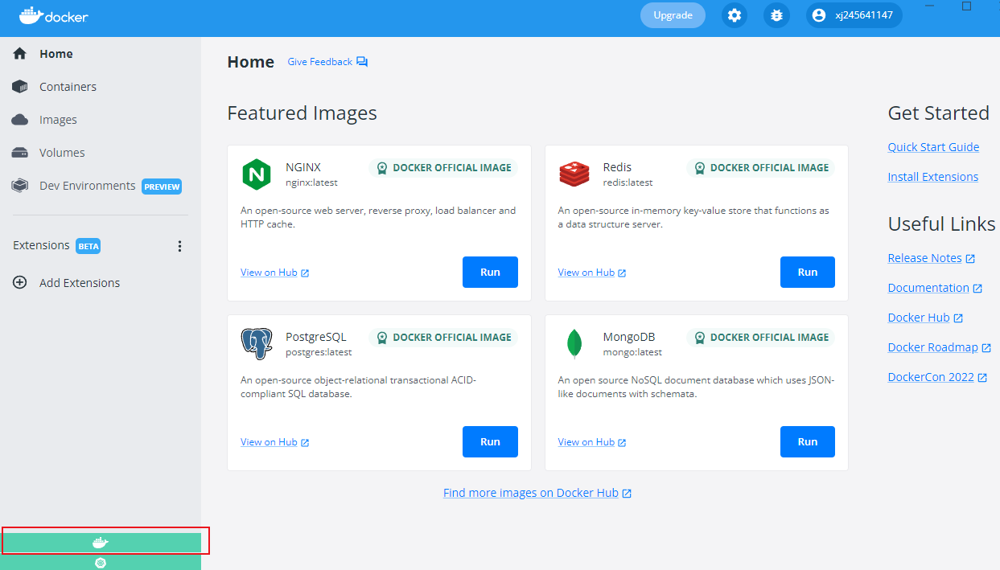 docker
Upgrade
xj245641147
Home
Containers
Images
Volumes
Dev Environments PREVIEW
Extensions BETA
Add Extensions
Home Give Feedback
Featured Images
NGINX
nginx:latest
DOCKER OFFICIAL IMAGE
An open-source web server, reverse proxy, load balancer and
HTTP cache.
View on Hub
Run
Redis
redis:latest
DOCKER OFFICIAL IMAGE
An open-source in-memory key-value store that functions as
a data structure server.
View on Hub
Run
PostgreSQL
postgres:latest
DOCKER OFFICIAL IMAGE
An open-source object-relational transactional ACID-
compliant SQL database.
View on Hub
Run
MongoDB
mongo:latest
DOCKER OFFICIAL IMAGE
An open source NoSQL document database which uses JSON-
like documents with schemata.
View on Hub
Run
Find more images on Docker Hub
Get Started
Quick Start Guide
Install Extensions
Useful Links
Release Notes
Documentation
Docker Hub
Docker Roadmap
DockerCon 2022